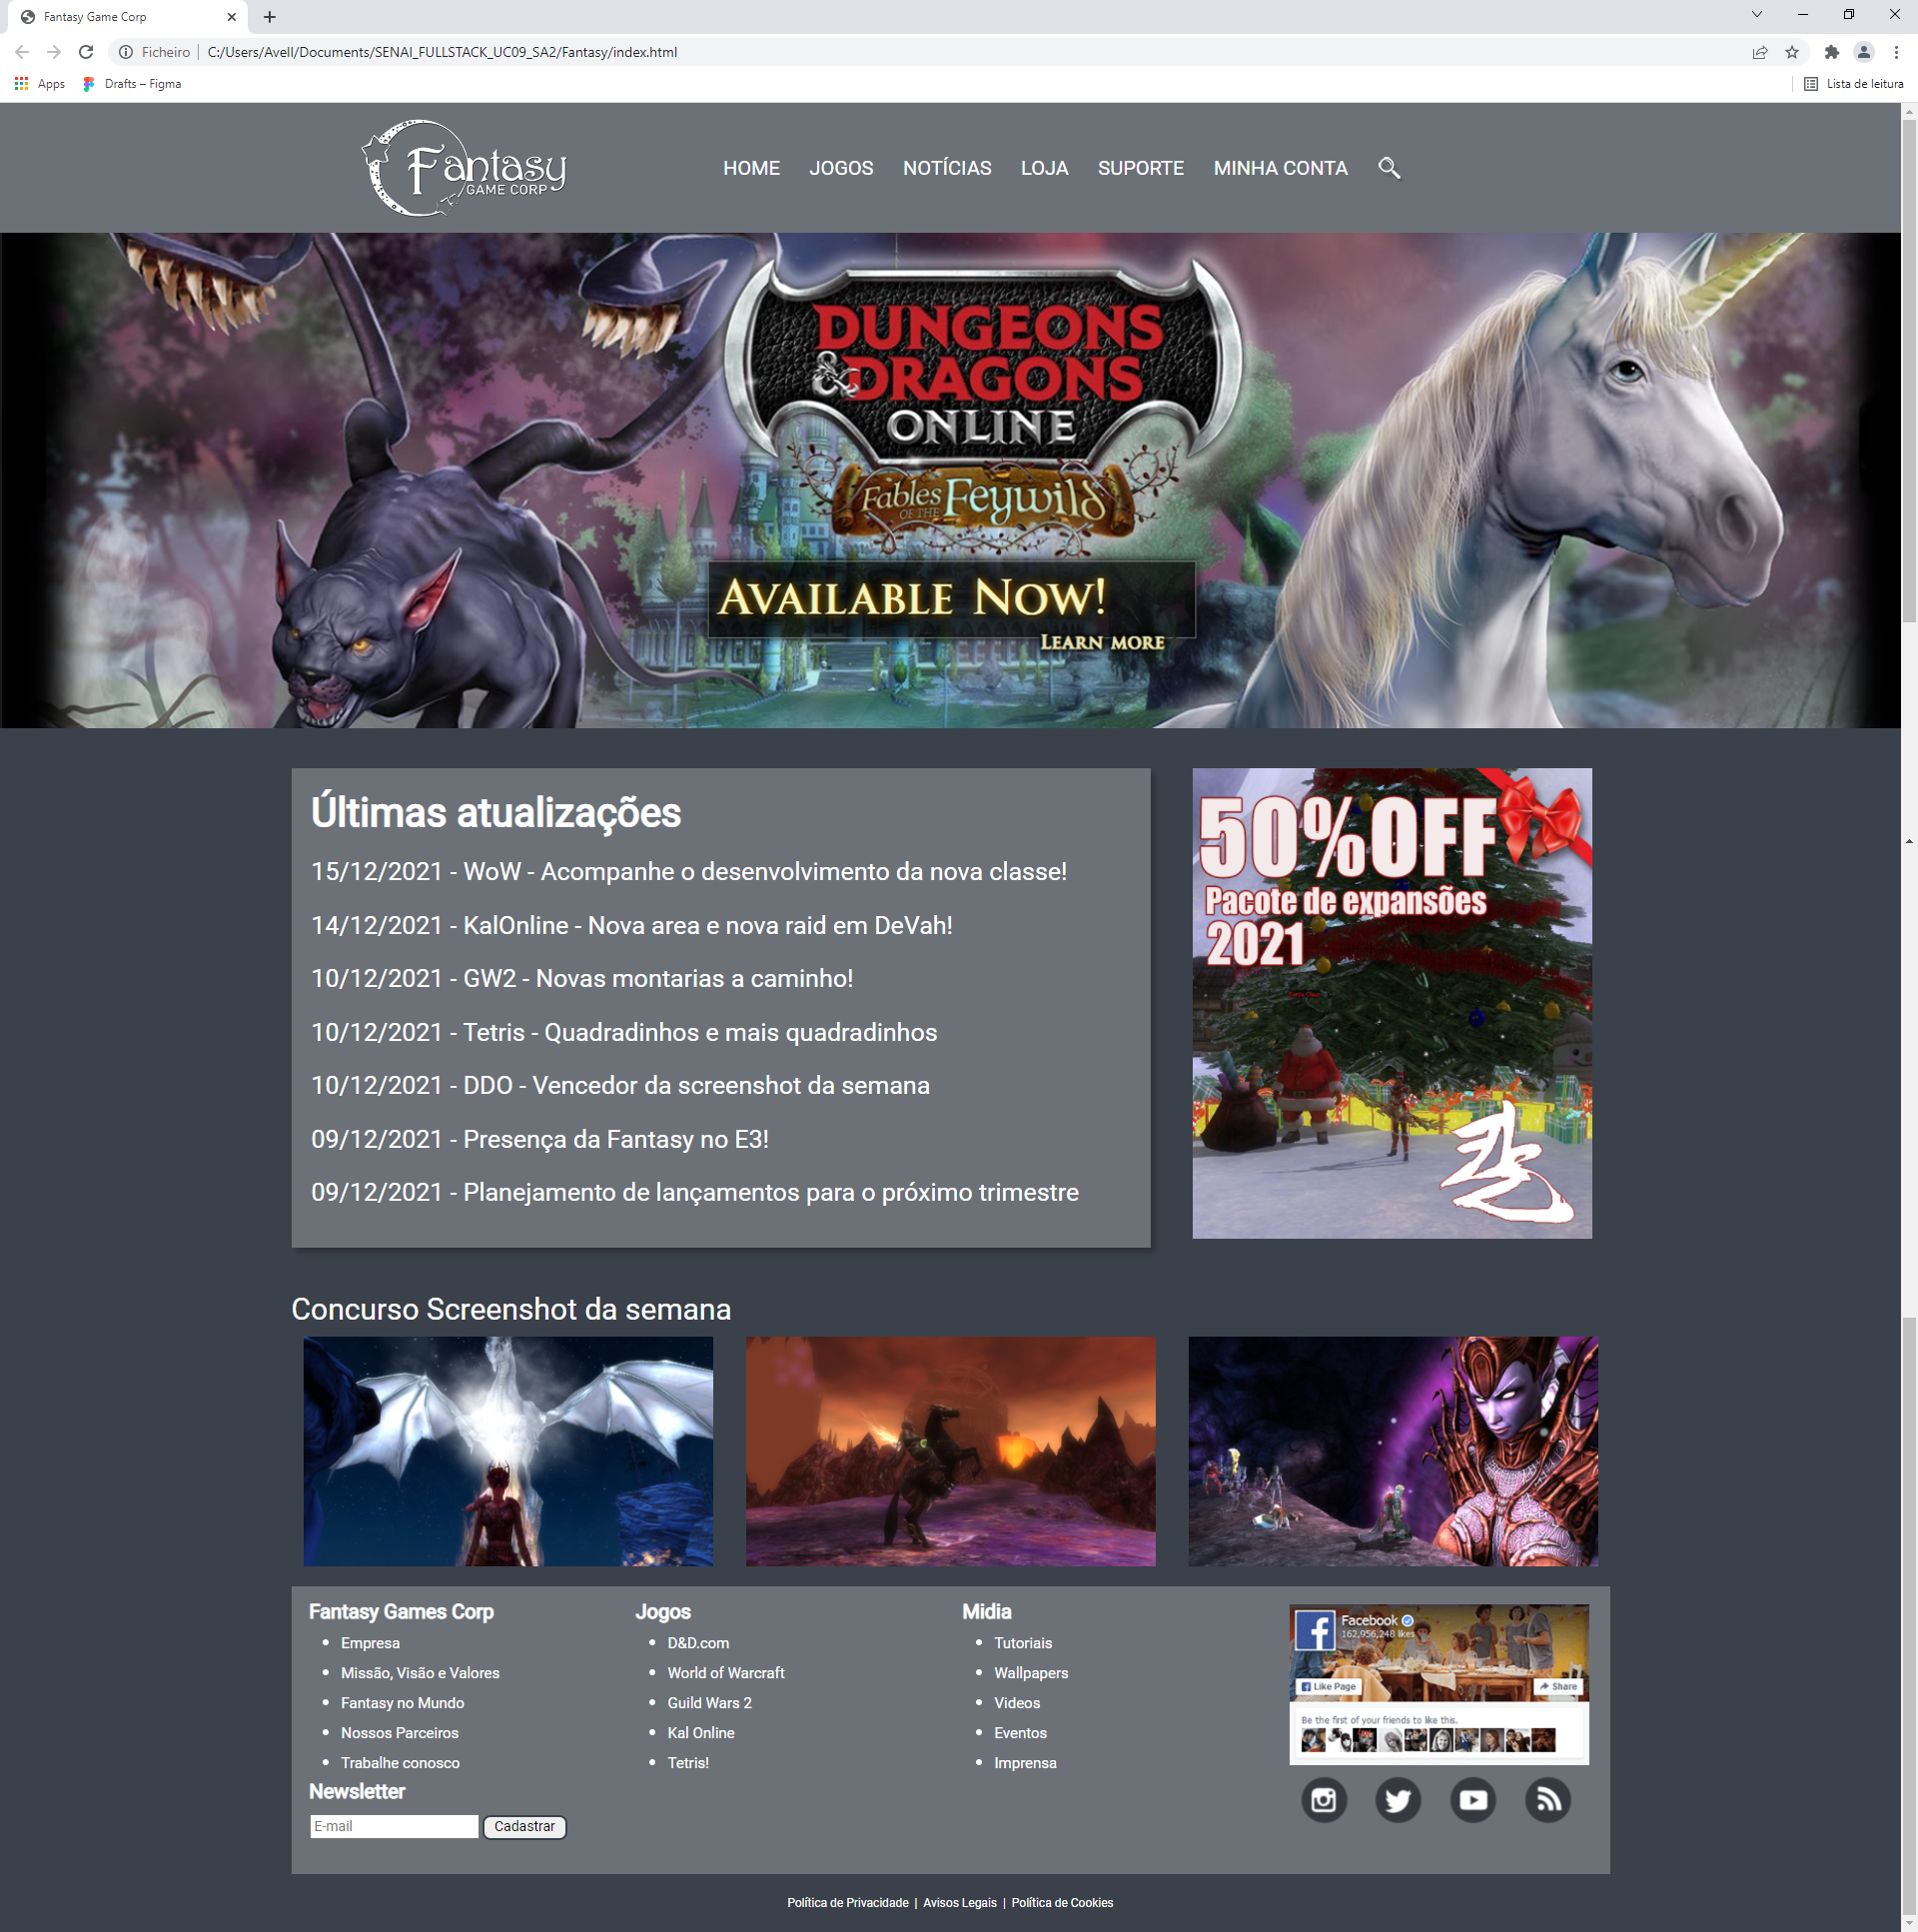 Fantasy Game Corp
Ficheiro
C:/Users/Avell/Documents/SENAI_FULLSTACK_UC09_SA2/Fantasy/index.html
Apps
Drafts – Figma
Lista de leitura
Fantasy
GAME CORP
HOME
JOGOS
NOTÍCIAS
LOJA
SUPORTE
MINHA CONTA
DUNGEONS
& DRAGONS
ONLINE
Fables
OF THE
Feywild
AVAILABLE NOW!
LEARN MORE
Últimas atualizações
15/12/2021 - WoW - Acompanhe o desenvolvimento da nova classe!
14/12/2021 - KalOnline - Nova area e nova raid em DeVah!
10/12/2021 - GW2 - Novas montarias a caminho!
10/12/2021 - Tetris - Quadradinhos e mais quadradinhos
10/12/2021 - DDO - Vencedor da screenshot da semana
09/12/2021 - Presença da Fantasy no E3!
09/12/2021 - Planejamento de lançamentos para o próximo trimestre
50%OFF
Pacote de expansões
2021
Concurso Screenshot da semana
Fantasy Games Corp
Empresa
Missão, Visão e Valores
Fantasy no Mundo
Nossos Parceiros
Trabalhe conosco
Jogos
D&D.com
World of Warcraft
Guild Wars 2
Kal Online
Tetris!
Midia
Tutoriais
Wallpapers
Videos
Eventos
Imprensa
Facebook
162,956,248 likes
Like Page
Share
Be the first of your friends to like this.
Newsletter
E-mail
Cadastrar
Política de Privacidade | Avisos Legais | Política de Cookies